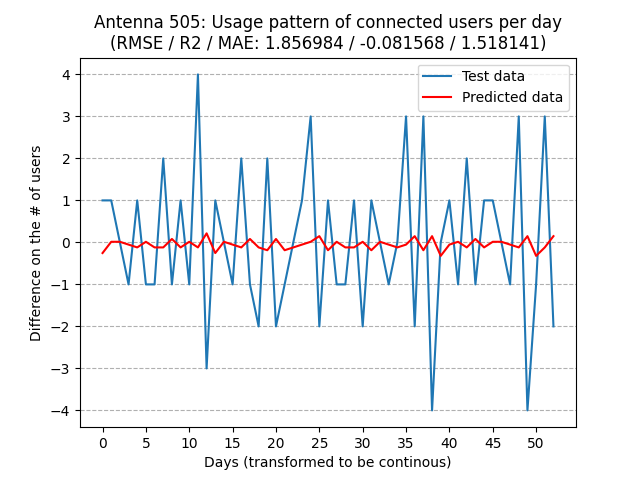 Antenna 505: Usage pattern of connected users per day
(RMSE / R2 / MAE: 1.856984 / -0.081568 / 1.518141)
Test data
Predicted data
Difference on the # of users
4
3
2
1
0
−1
−2
−3
−4
0 5 10 15 20 25 30 35 40 45 50
Days (transformed to be continous)